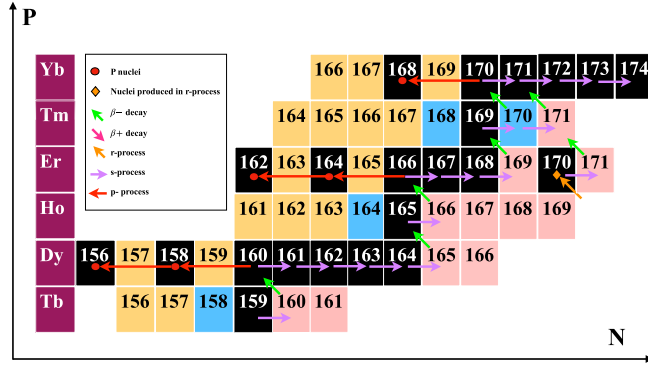 P
Yb 166 167 168 169 170 171 172 173 174
Tm 164 165 166 167 168 169 170 171
Er 162 163 164 165 166 167 168 169 170 171
Ho 161 162 163 164 165 166 167 168 169
Dy 156 157 158 159 160 161 162 163 164 165 166
Tb 156 157 158 159 160 161
P nuclei
Nuclei produced in r-process
β− decay
β+ decay
r-process
s-process
p- process
N